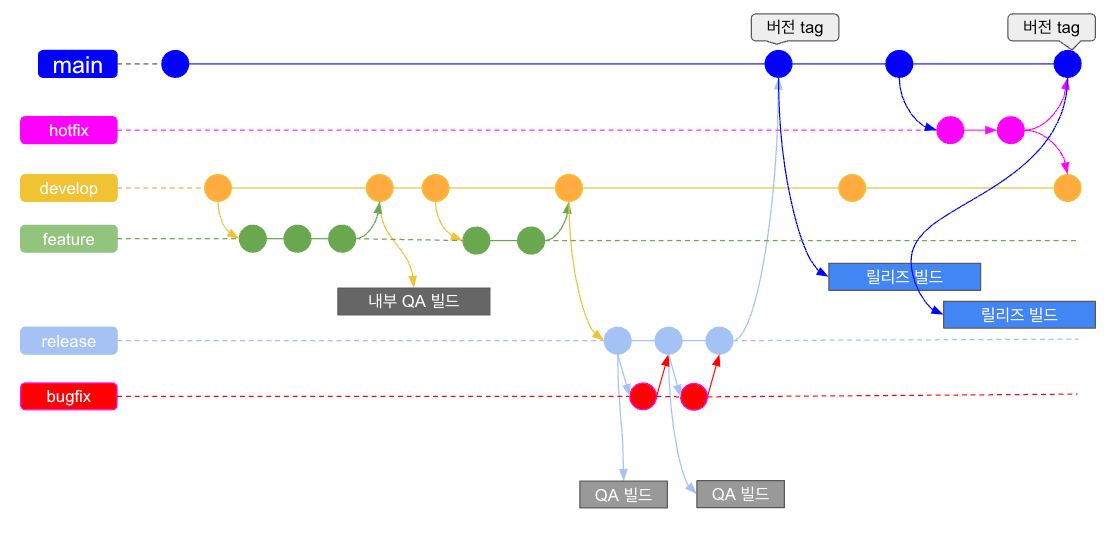 버전 tag
버전 tag
main
hotfix
develop
feature
릴리즈 빌드
내부 QA 빌드
릴리즈 빌드
release
bugfix
QA 빌드
QA 빌드